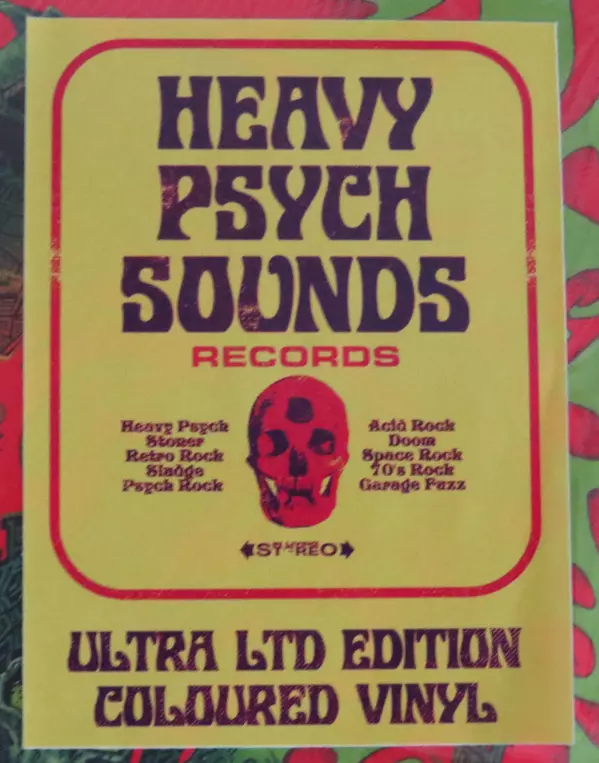 HEAVY
PSYCH
SOUNDS
RECORDS
Heavy Psych
Stoner
Retro Rock
Sludge
Psych Rock
Acid Rock
Doom
Space Rock
70's Rock
Garage Fuzz
STEREO
ULTRA LTD EDITION
COLOURED VINYL